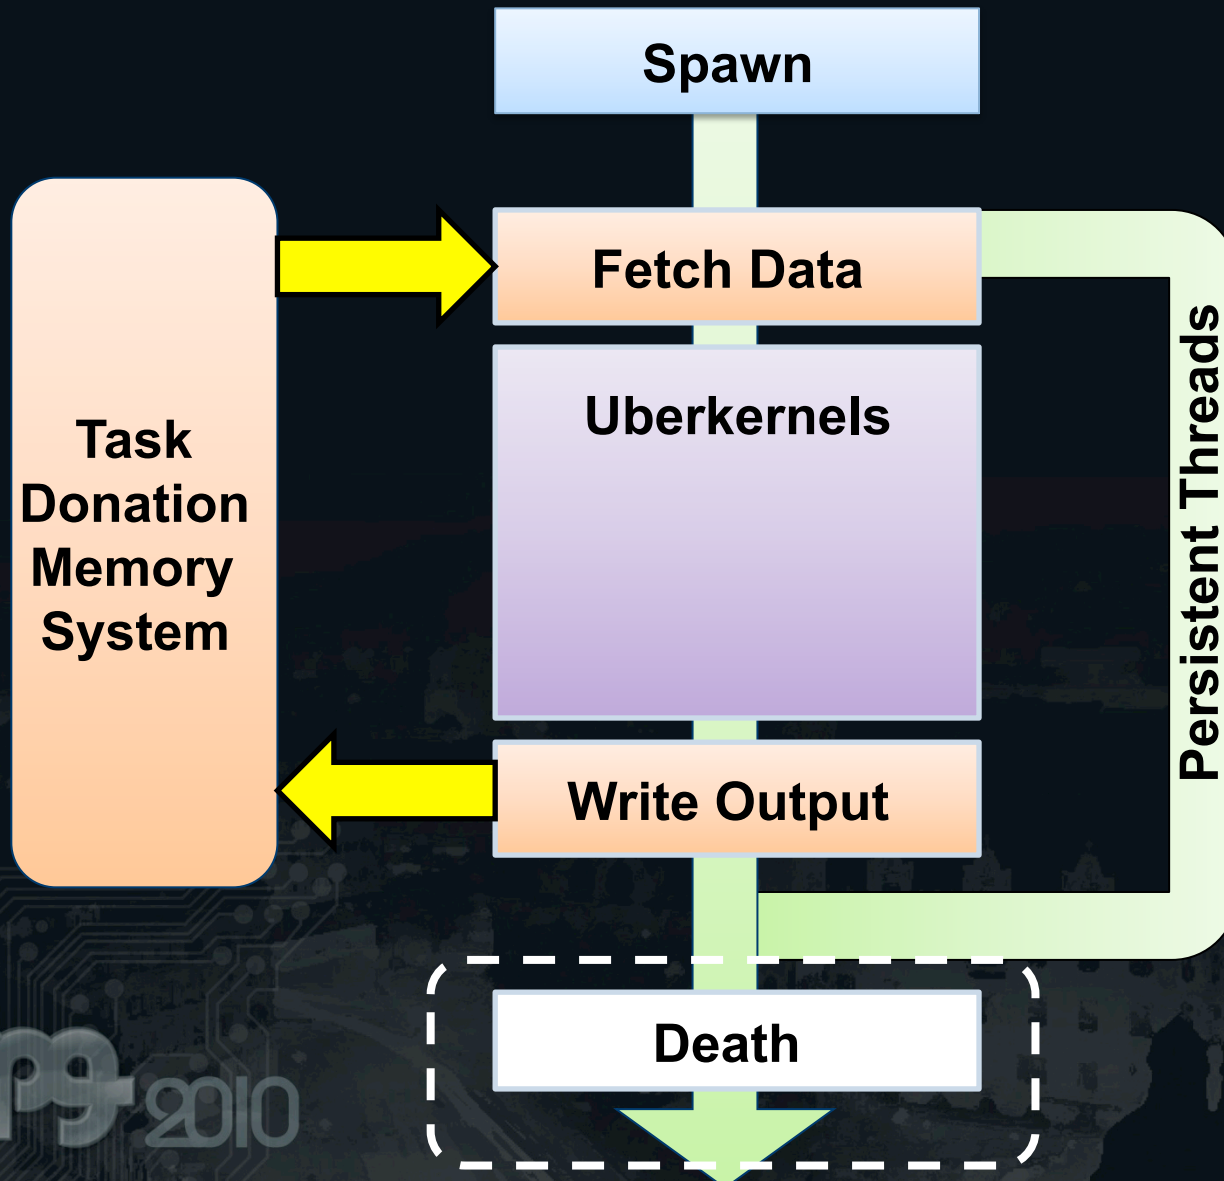 Spawn
Fetch Data
Uberkernels
Task
Donation
Memory
System
Persistent Threads
Write Output
Death
2010